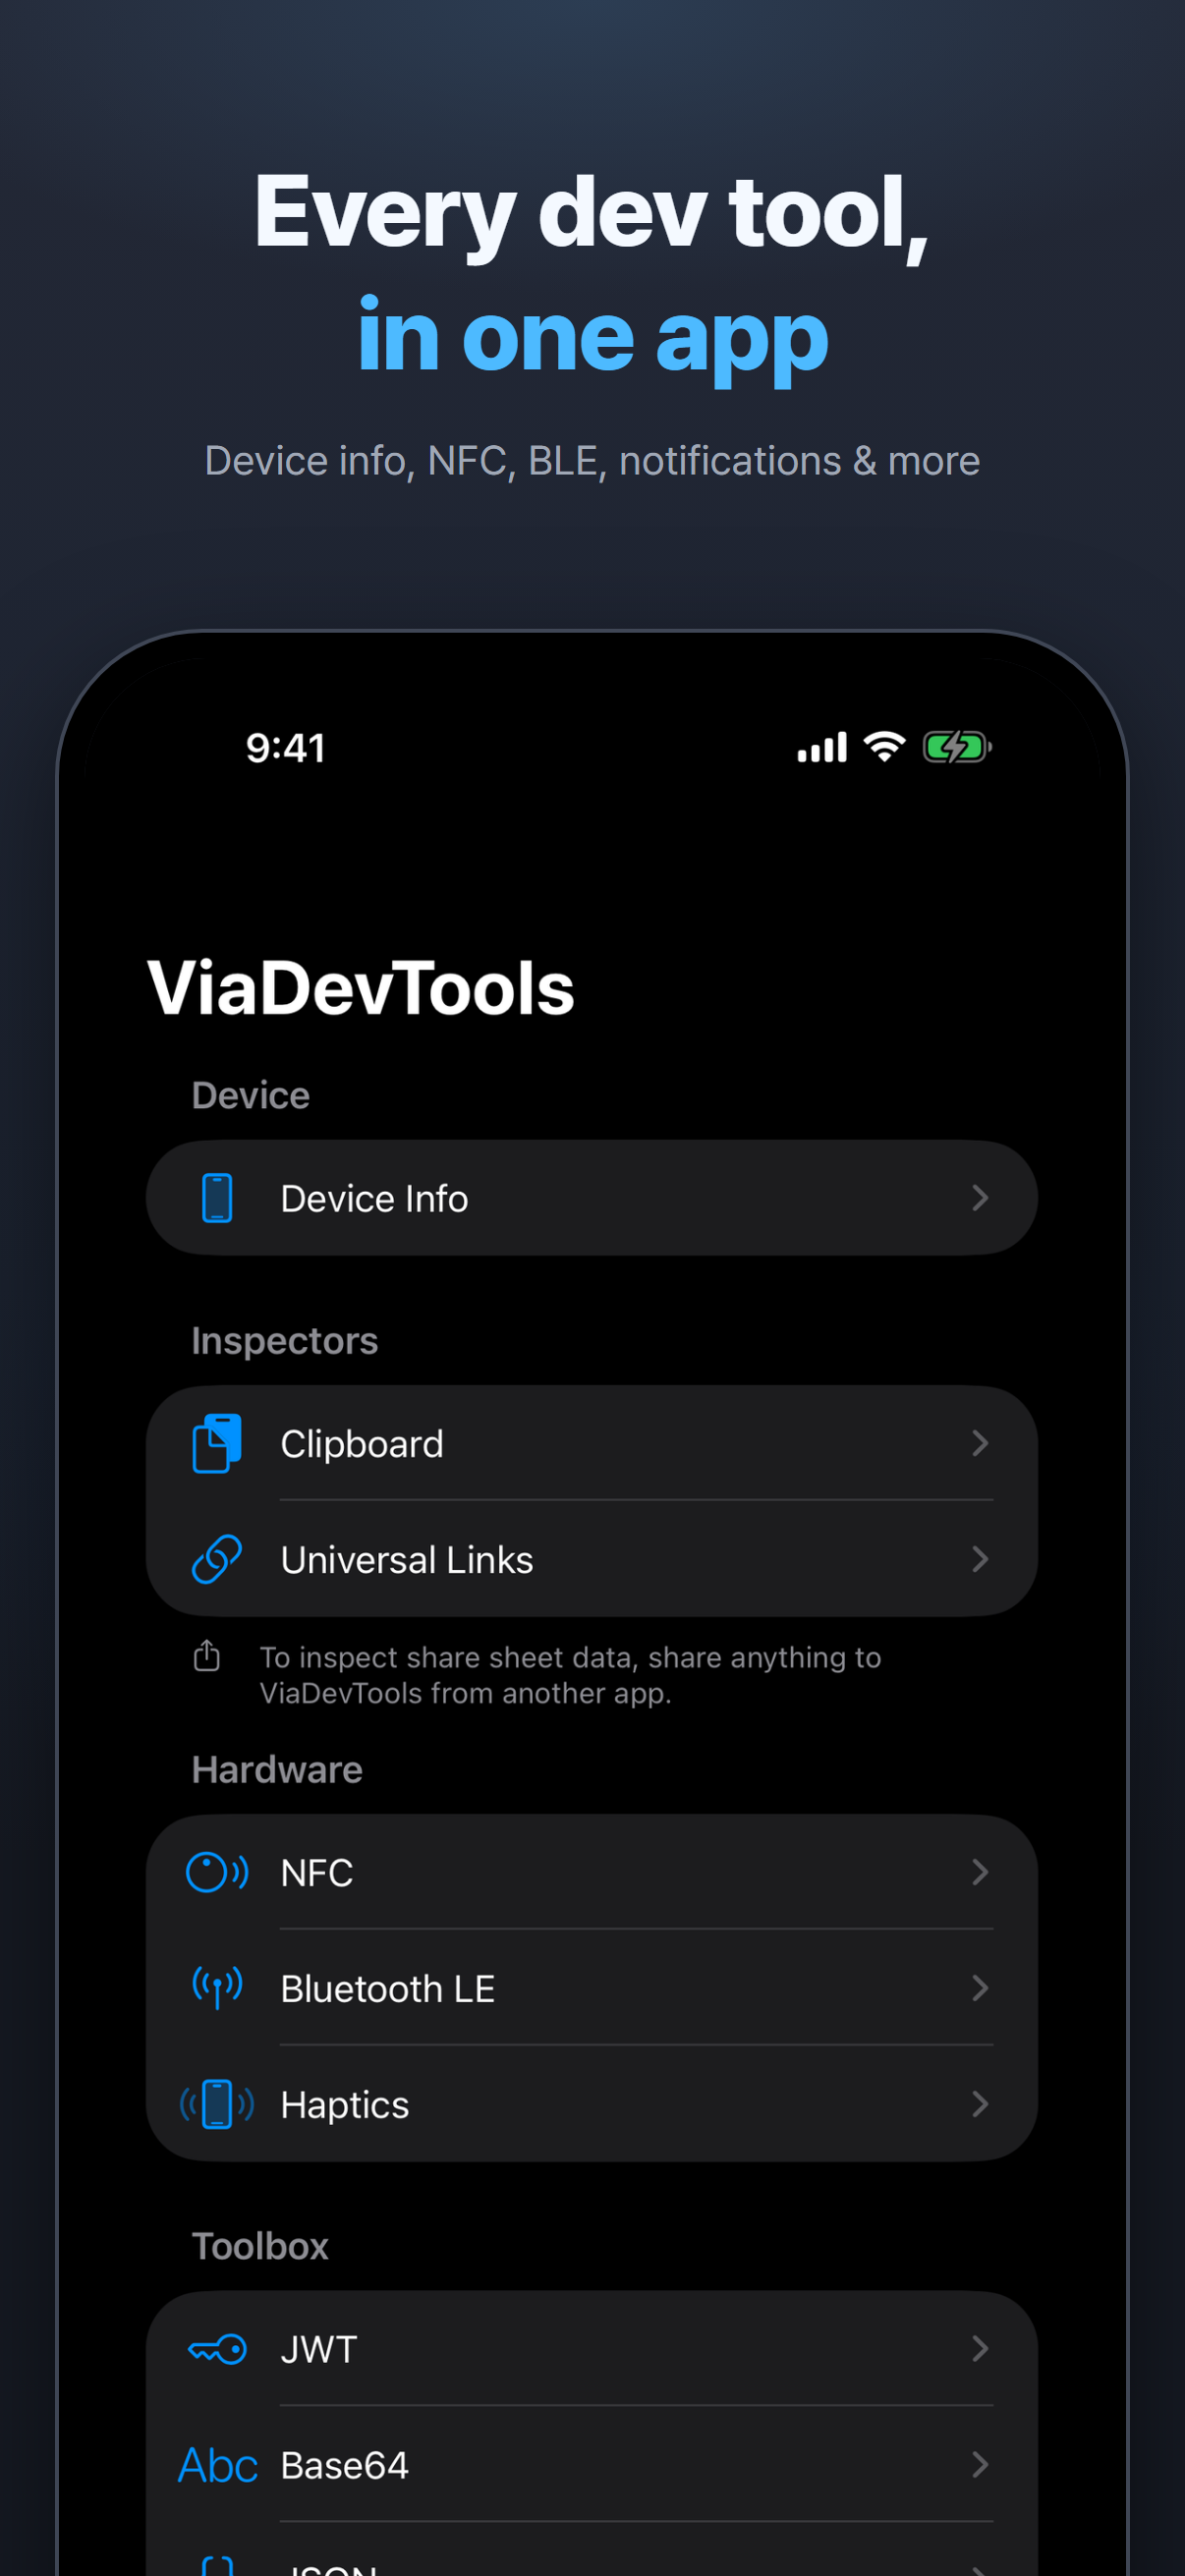 Every dev tool,
in one app
Device info, NFC, BLE, notifications & more
9:41
ViaDevTools
Device
Device Info
Inspectors
Clipboard
Universal Links
To inspect share sheet data, share anything to
ViaDevTools from another app.
Hardware
NFC
Bluetooth LE
Haptics
Toolbox
JWT
Abc Base64
JSON